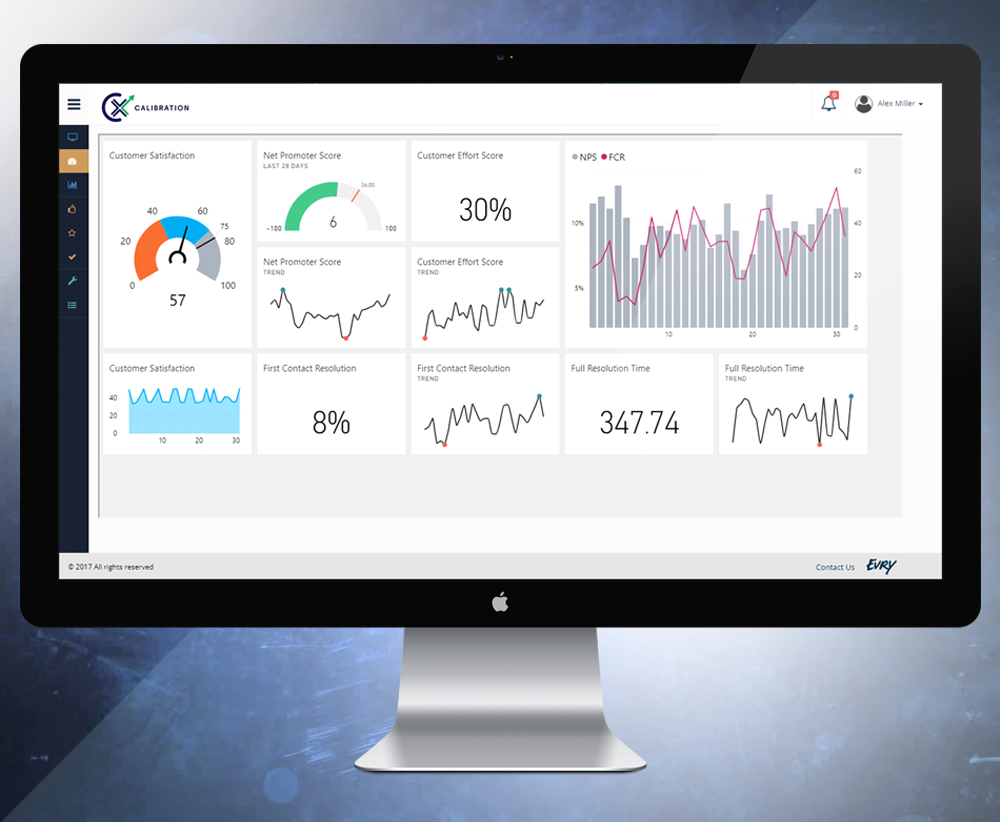 CX CALIBRATION
0
Alex Miller
Customer Satisfaction
0
20
40
60
75
80
100
57
Net Promoter Score
LAST 28 DAYS
36.00
-100
6
100
Customer Effort Score
30%
NPS FCR
60
10%
40
5%
20
0
10 20 30
Net Promoter Score
TREND
Customer Effort Score
TREND
Customer Satisfaction
40
20
0
10 20 30
First Contact Resolution
8%
First Contact Resolution
TREND
Full Resolution Time
347.74
Full Resolution Time
TREND
© 2017 All rights reserved
Contact Us
EVRY